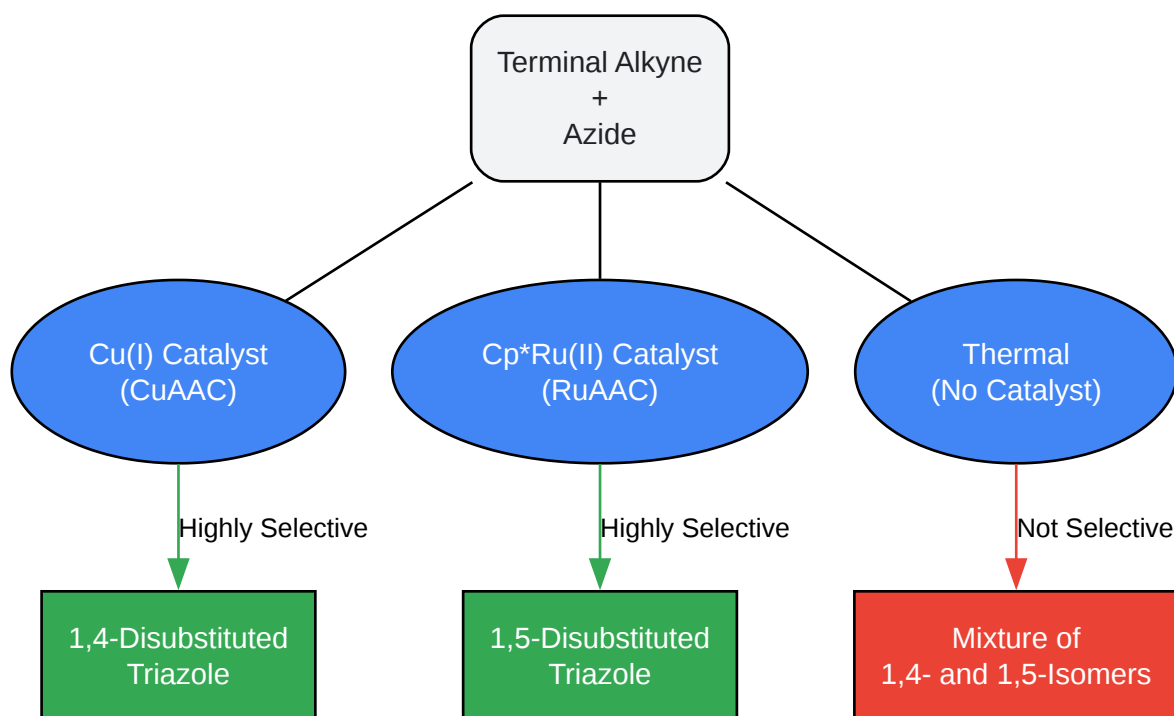 Terminal Alkyne
+
Azide
Cu(I) Catalyst
(CuAAC)
Cp*Ru(II) Catalyst
(RuAAC)
Thermal
(No Catalyst)
Highly Selective
Highly Selective
Not Selective
1,4-Disubstituted
Triazole
1,5-Disubstituted
Triazole
Mixture of
1,4- and 1,5-Isomers